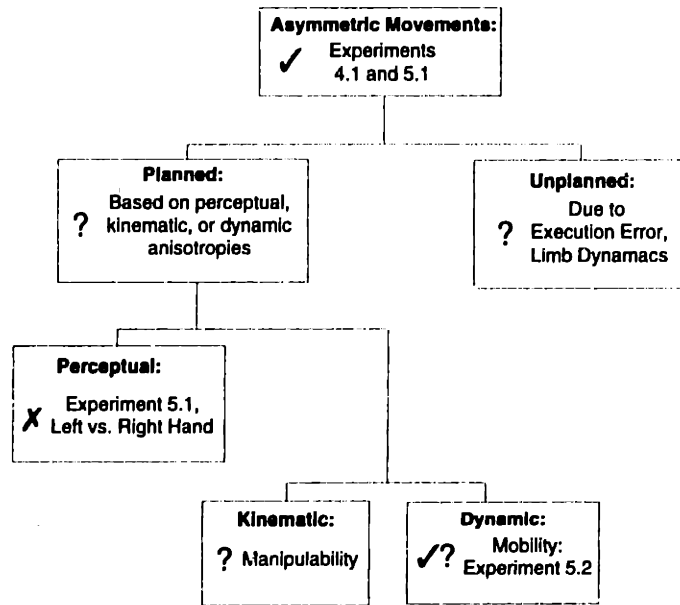 Asymmetric Movements:
✓ Experiments
4.1 and 5.1
Planned:
Based on perceptual,
? kinematic, or dynamic
anisotropies
Unplanned:
Due to
? Execution Error,
Limb Dynamacs
Perceptual:
Experiment 5.1,
✗ Left vs. Right Hand
Kinematic:
? Manipulability
Dynamic:
✓? Mobility:
Experiment 5.2